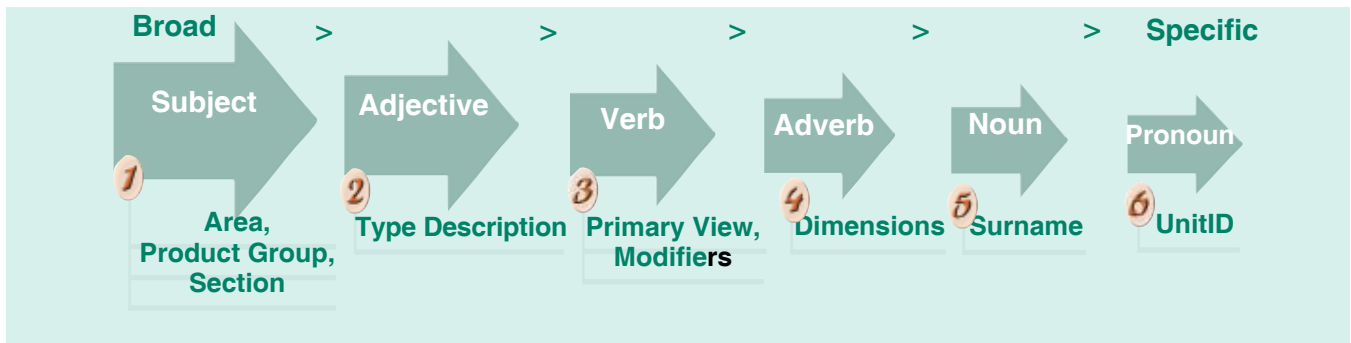 Broad > > > > > Specific
Subject Adjective Verb Adverb Noun Pronoun
1 2 3 4 5 6
Area,
Product Group,
Section
Type Description
Primary View,
Modifiers
Dimensions
Surname
UnitID